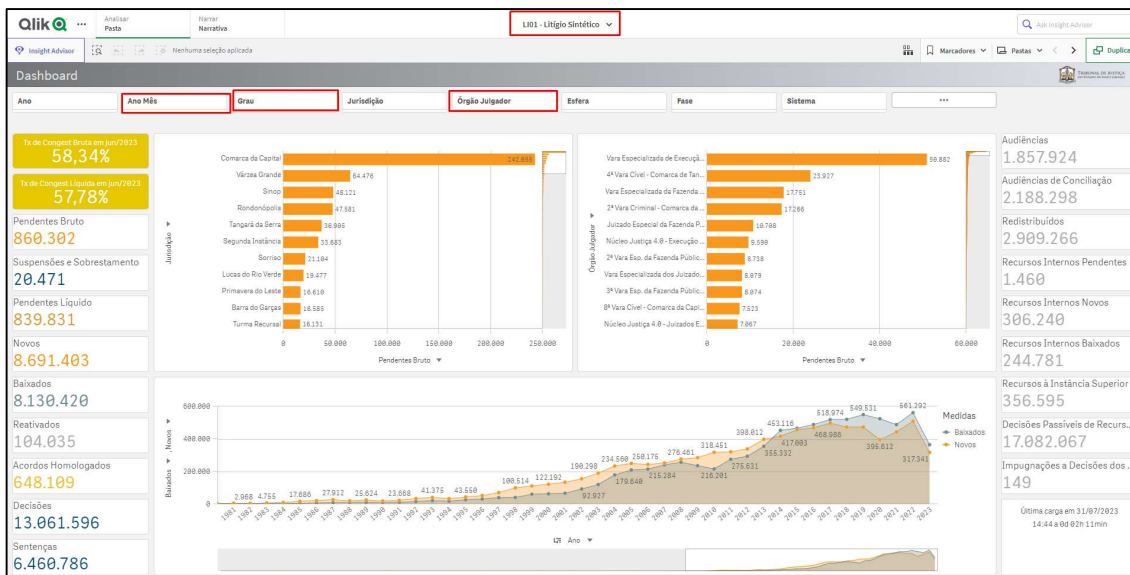 Qlik
...
Analisar
Pasta
Narrar
Narrativa
LI01 - Litígio Sintético
Ask Insight Advisor
Insight Advisor
Nenhuma seleção aplicada
Marcadores
Pastas
Duplica
Dashboard
TRIBUNAL DE JUSTIÇA
Ano
Ano Mês
Grau
Jurisdição
Órgão Julgador
Esfera
Fase
Sistema
...
Tx de Congest Bruta em jun/2023
58,34%
Tx de Congest Líquida em jun/2023
57,78%
Pendentes Bruto
860.302
Suspensões e Sobrestamento
20.471
Pendentes Líquido
839.831
Novos
8.691.403
Baixados
8.130.420
Reativados
104.035
Acordos Homologados
648.109
Decisões
13.061.596
Sentenças
6.460.786
Jurisdição
Comarca da Capital
Várzea Grande
64.476
Sinop
48.121
Rondonópolis
47.581
Tangará da Serra
36.905
Segunda Instância
33.683
Sorriso
21.104
Lucas do Rio Verde
19.477
Primavera do Leste
16.610
Barra do Garças
16.585
Turma Recursal
16.131
0
50.000
100.000
150.000
200.000
250.000
Pendentes Bruto
Órgão Julgador
Vara Especializada de Execuçã...
50.882
4ª Vara Cível - Comarca de Tan...
23.927
Vara Especializada da Fazenda ...
17.751
2ª Vara Criminal - Comarca da ...
17.266
Juizado Especial da Fazenda P...
10.708
Núcleo Justiça 4.0 - Execução ...
9.590
2ª Vara Esp. da Fazenda Públic...
8.738
Vara Especializada dos Juizado...
8.079
3ª Vara Esp. da Fazenda Públic...
8.074
8ª Vara Cível - Comarca da Capi...
7.523
Núcleo Justiça 4.0 - Juizados E...
7.067
0
20.000
40.000
60.000
Pendentes Bruto
Baixados , Novos
600.000
400.000
200.000
0
2.968
4.755
17.686
27.912
25.624
23.668
41.375
43.550
100.514
122.192
190.298
92.927
234.560
179.640
250.175
215.284
276.461
216.201
318.451
275.631
398.012
355.332
453.116
417.003
518.974
468.986
549.531
395.612
561.292
317.341
1981
1982
1983
1984
1985
1986
1987
1988
1989
1990
1991
1992
1993
1994
1995
1996
1997
1998
1999
2000
2001
2002
2003
2004
2005
2006
2007
2008
2009
2010
2011
2012
2013
2014
2015
2016
2017
2018
2019
2020
2021
2022
2023
Ano
Medidas
Baixados
Novos
Audiências
1.857.924
Audiências de Conciliação
2.188.298
Redistribuídos
2.909.266
Recursos Internos Pendentes
1.460
Recursos Internos Novos
306.240
Recursos Internos Baixados
244.781
Recursos à Instância Superior
356.595
Decisões Passíveis de Recurs...
17.082.067
Impugnações a Decisões dos ...
149
Última carga em 31/07/2023
14:44 a 0d 02h 11min